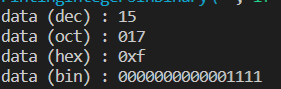 data (dec) : 15
data (oct) : 017
data (hex) : 0xf
data (bin) : 0000000000001111